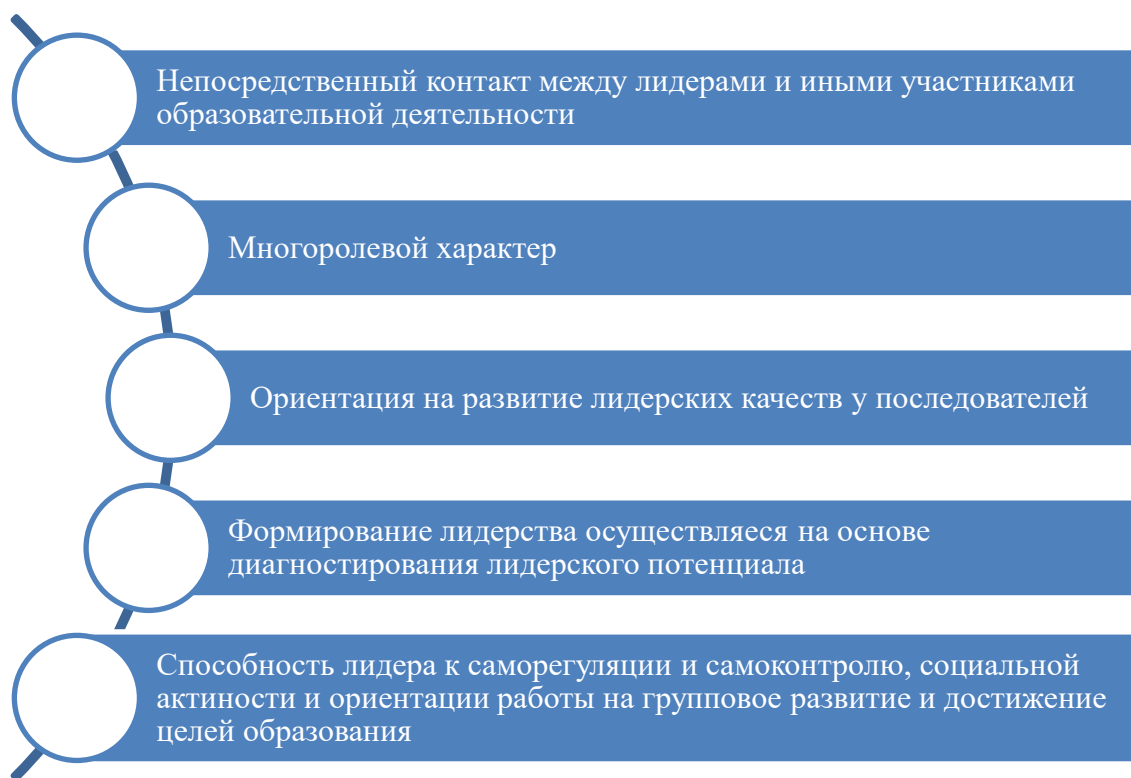 Непосредственный контакт между лидерами и иными участниками
образовательной деятельности
Многоролевой характер
Ориентация на развитие лидерских качеств у последователей
Формирование лидерства осуществляеся на основе
диагностирования лидерского потенциала
Способность лидера к саморегуляции и самоконтролю, социальной
актиности и ориентации работы на групповое развитие и достижение
целей образования